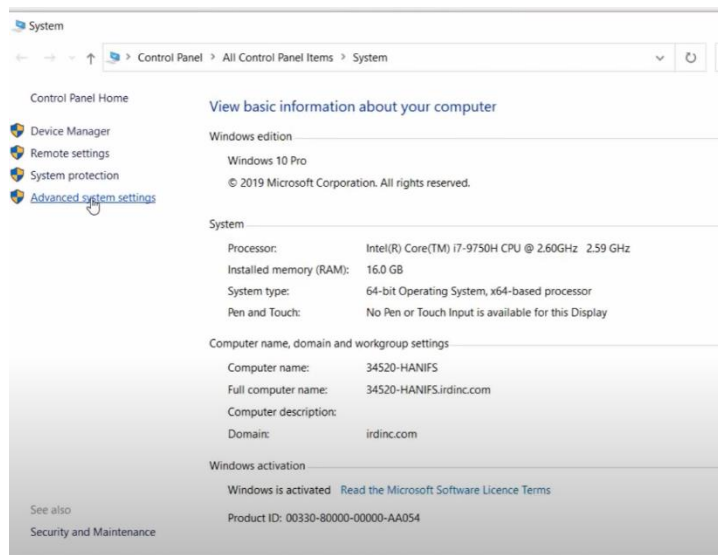 System
Control Panel > All Control Panel Items > System
Control Panel Home
Device Manager
Remote settings
System protection
Advanced system settings
See also
Security and Maintenance
View basic information about your computer
Windows edition
Windows 10 Pro
© 2019 Microsoft Corporation. All rights reserved.
System
Processor: Intel(R) Core(TM) i7-9750H CPU @ 2.60GHz 2.59 GHz
Installed memory (RAM): 16.0 GB
System type: 64-bit Operating System, x64-based processor
Pen and Touch: No Pen or Touch Input is available for this Display
Computer name, domain and workgroup settings
Computer name: 34520-HANIFS
Full computer name: 34520-HANIFS.irdinc.com
Computer description:
Domain: irdinc.com
Windows activation
Windows is activated Read the Microsoft Software Licence Terms
Product ID: 00330-80000-00000-AA054